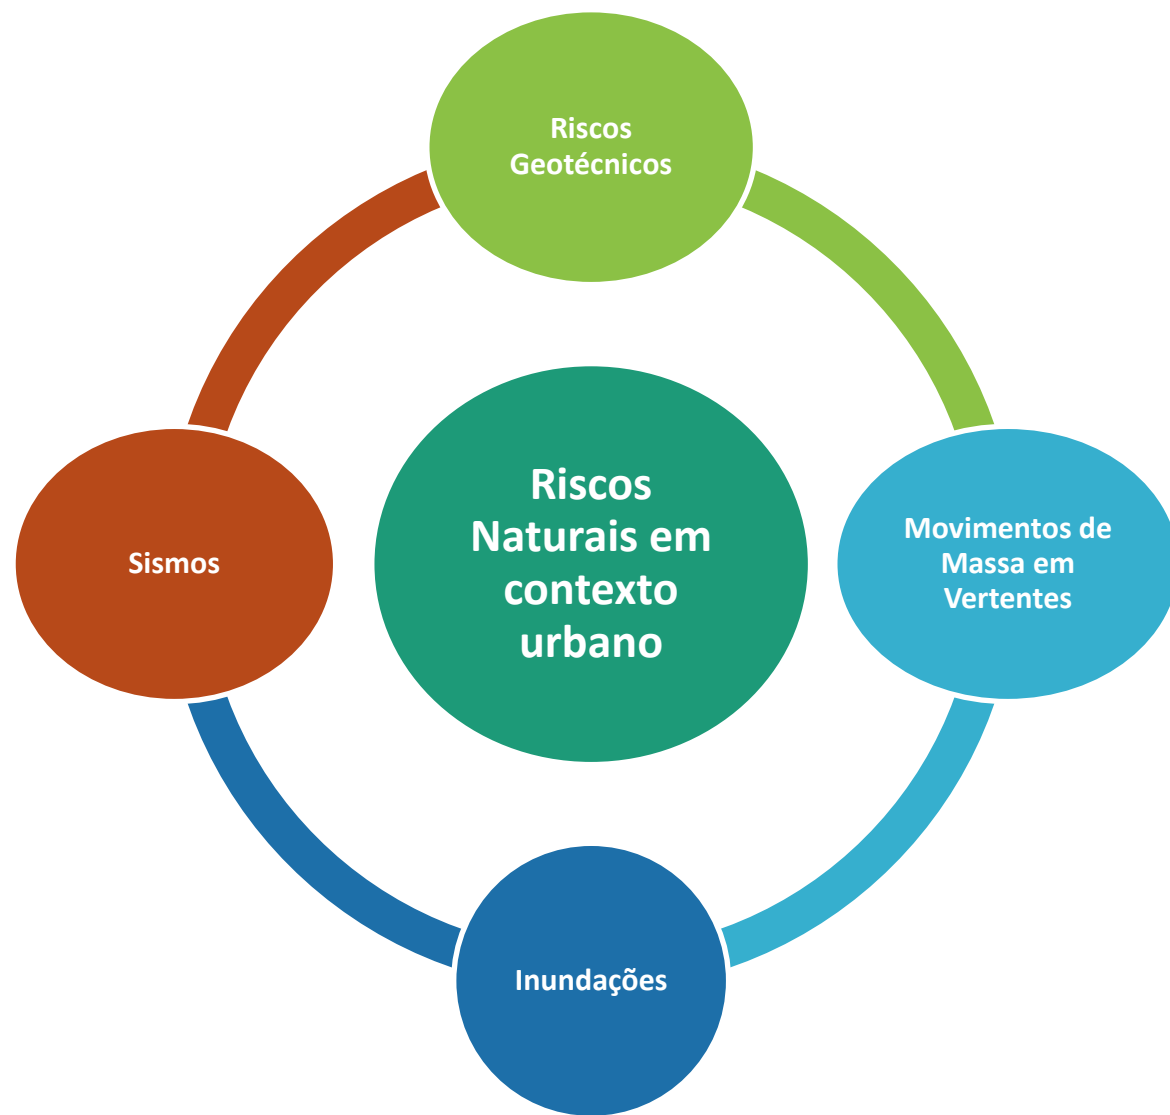 Riscos
Geotécnicos
Riscos
Naturais em
contexto
urbano
Sismos
Movimentos de
Massa em
Vertentes
Inundações